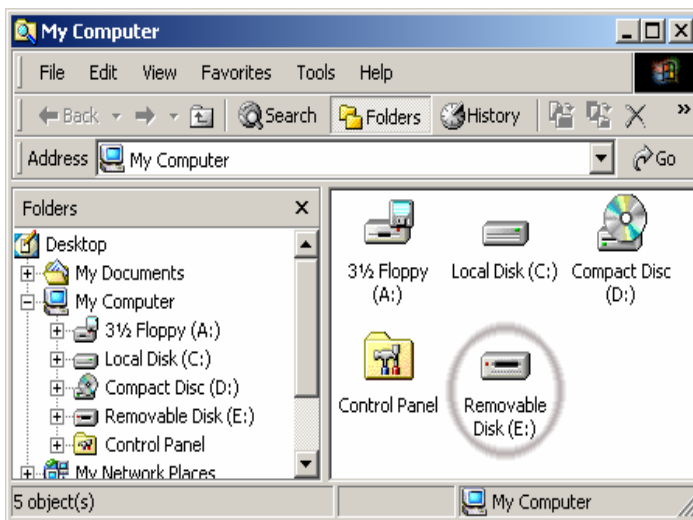 My Computer
File Edit View Favorites Tools Help
Back Search Folders History »
Address My Computer Go
Folders
Desktop
My Documents
My Computer
3½ Floppy (A:)
Local Disk (C:)
Compact Disc (D:)
Removable Disk (E:)
Control Panel
My Network Places
3½ Floppy
(A:)
Local Disk (C:)
Compact Disc
(D:)
Control Panel
Removable
Disk (E:)
5 object(s)
My Computer